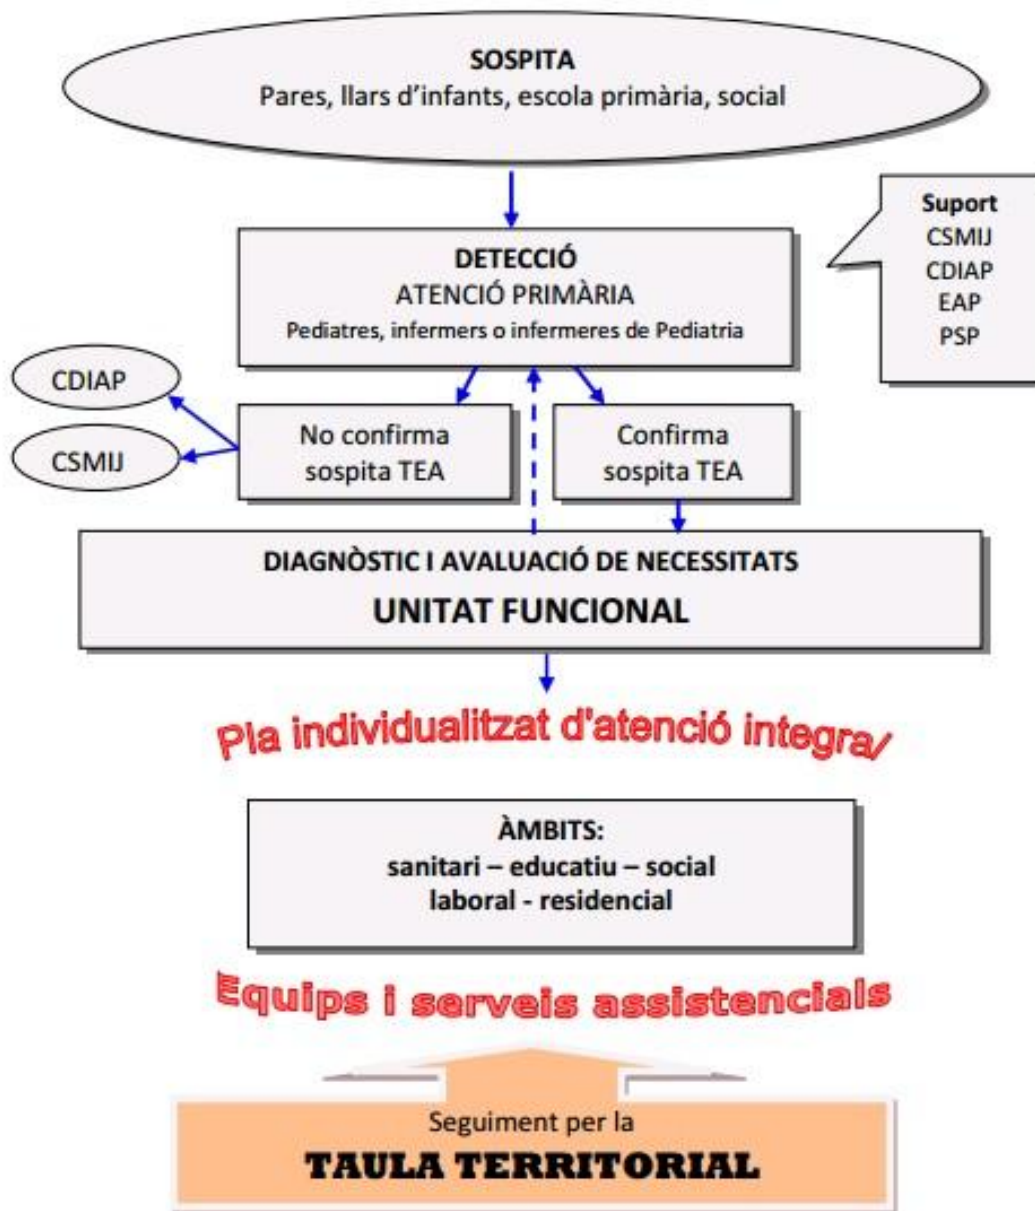 SOSPITA
Pares, llars d'infants, escola primària, social
Suport
CSMIJ
CDIAP
EAP
PSP
DETECCIÓ
ATENCIÓ PRIMÀRIA
Pediatres, infermers o infermeres de Pediatria
CDIAP
CSMIJ
No confirma
sospita TEA
Confirma
sospita TEA
DIAGNÒSTIC I AVALUACIÓ DE NECESSITATS
UNITAT FUNCIONAL
Pla individualitzat d'atenció integral
ÀMBITS:
sanitari – educatiu – social
laboral - residencial
Equips i serveis assistencials
Seguiment per la
TAULA TERRITORIAL